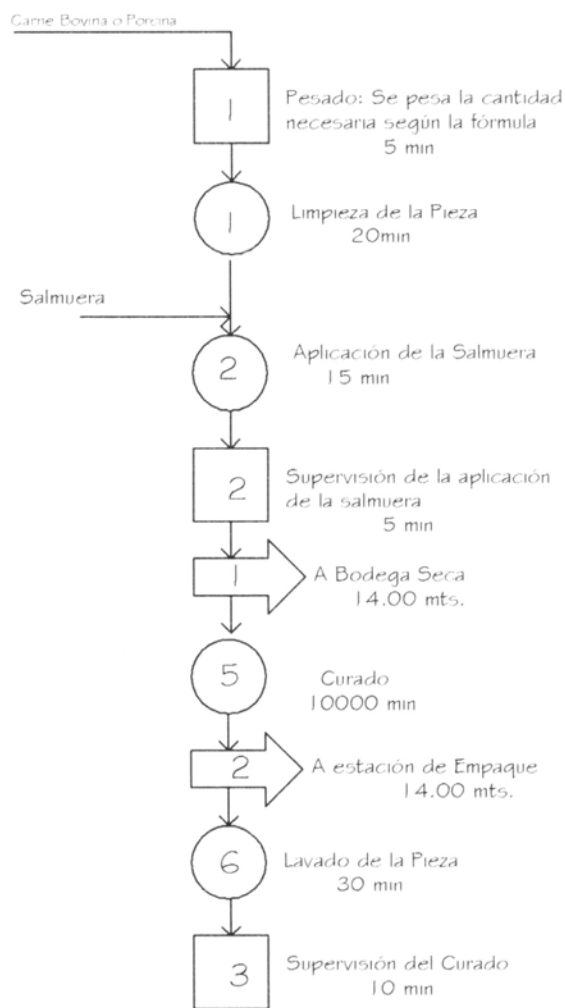 Carne Bovina o Porcina
1
Pesado: Se pesa la cantidad
necesaria según la fórmula
5 min
1
Limpieza de la Pieza
20min
Salmuera
2
Aplicación de la Salmuera
15 min
2
Supervisión de la aplicación
de la salmuera
5 min
1
A Bodega Seca
14.00 mts.
5
Curado
10000 min
2
A estación de Empaque
14.00 mts.
6
Lavado de la Pieza
30 min
3
Supervisión del Curado
10 min